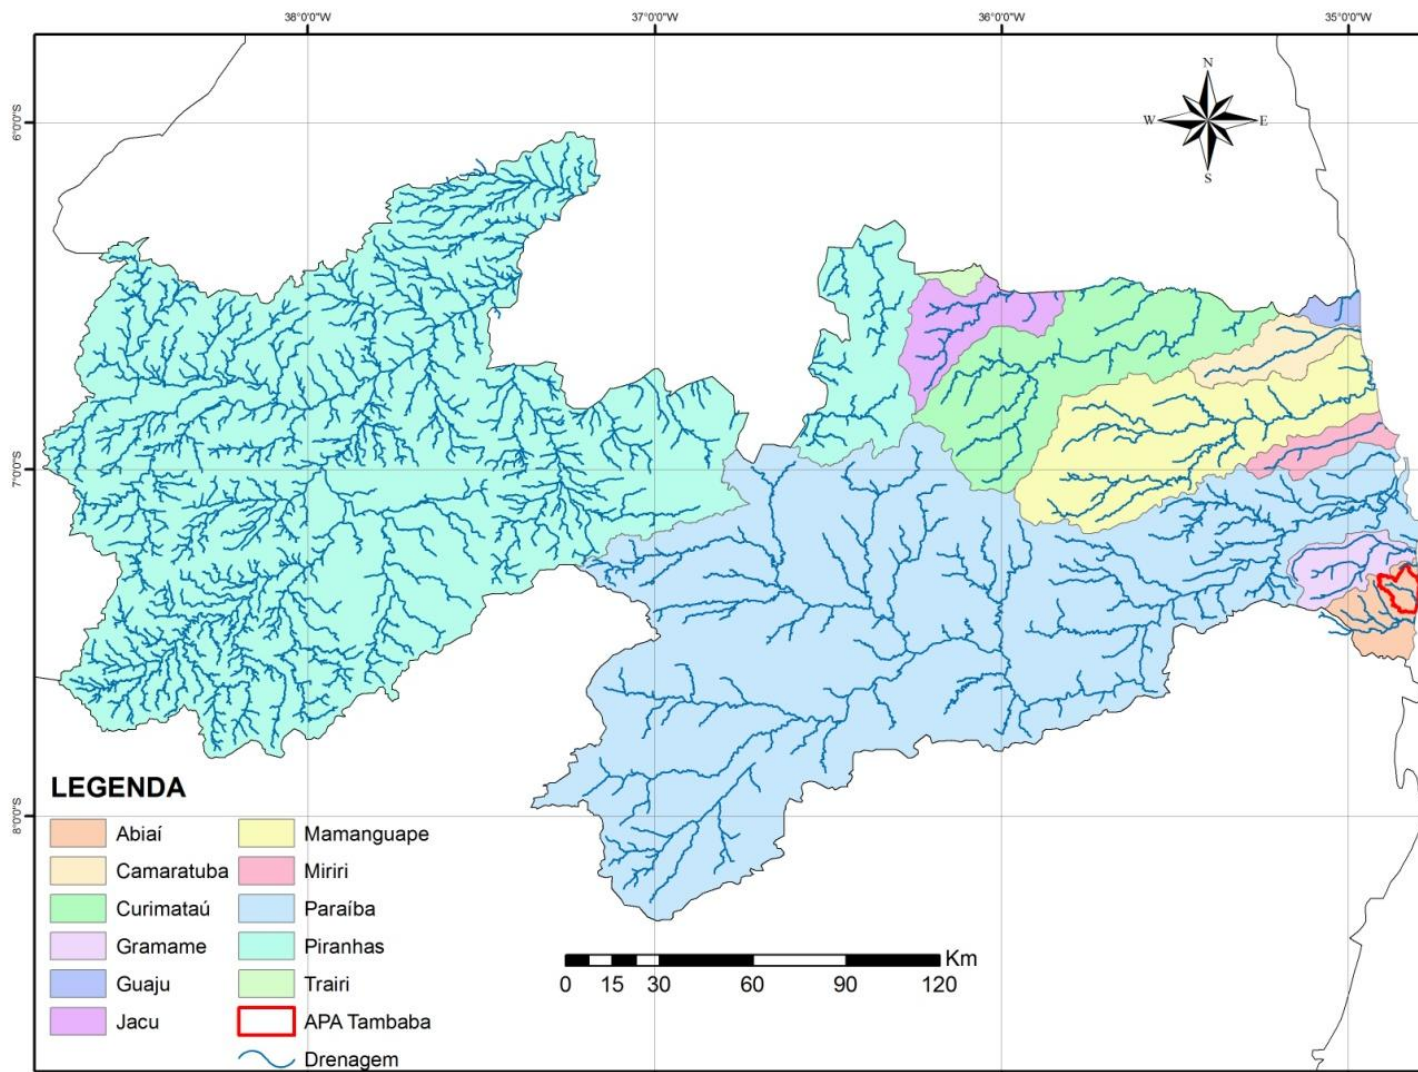 38°0'0"W 37°0'0"W 36°0'0"W 35°0'0"W
N
W E
S
6°0'0"S
7°0'0"S
8°0'0"S
LEGENDA
Abiaí
Camaratuba
Curimataú
Gramame
Guaju
Jacu
Mamanguape
Miriri
Paraíba
Piranhas
Trairi
APA Tambaba
Drenagem
Km
0 15 30 60 90 120